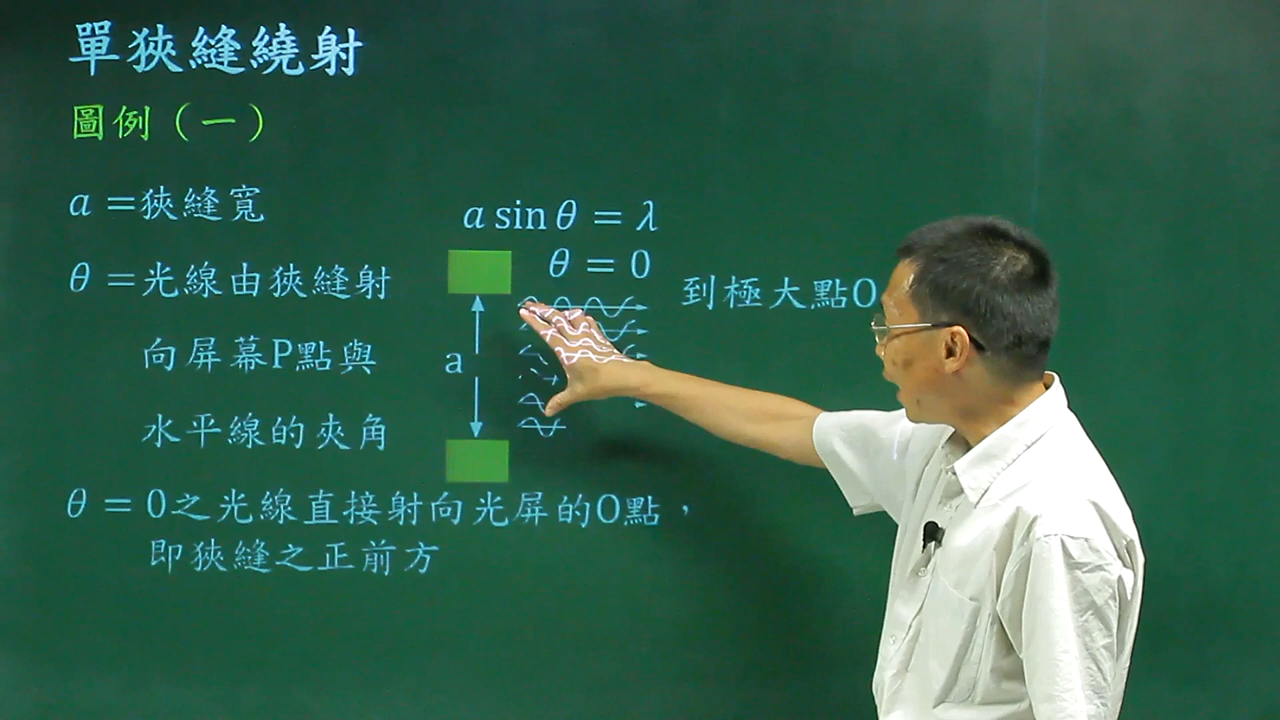 單狹縫繞射
圖例(一)
a =狹縫寬
θ =光線由狹縫射
向屏幕P點與
水平線的夾角
a sin θ = λ
θ = 0
到極大點O
a
θ = 0之光線直接射向光屏的O點，
即狹縫之正前方